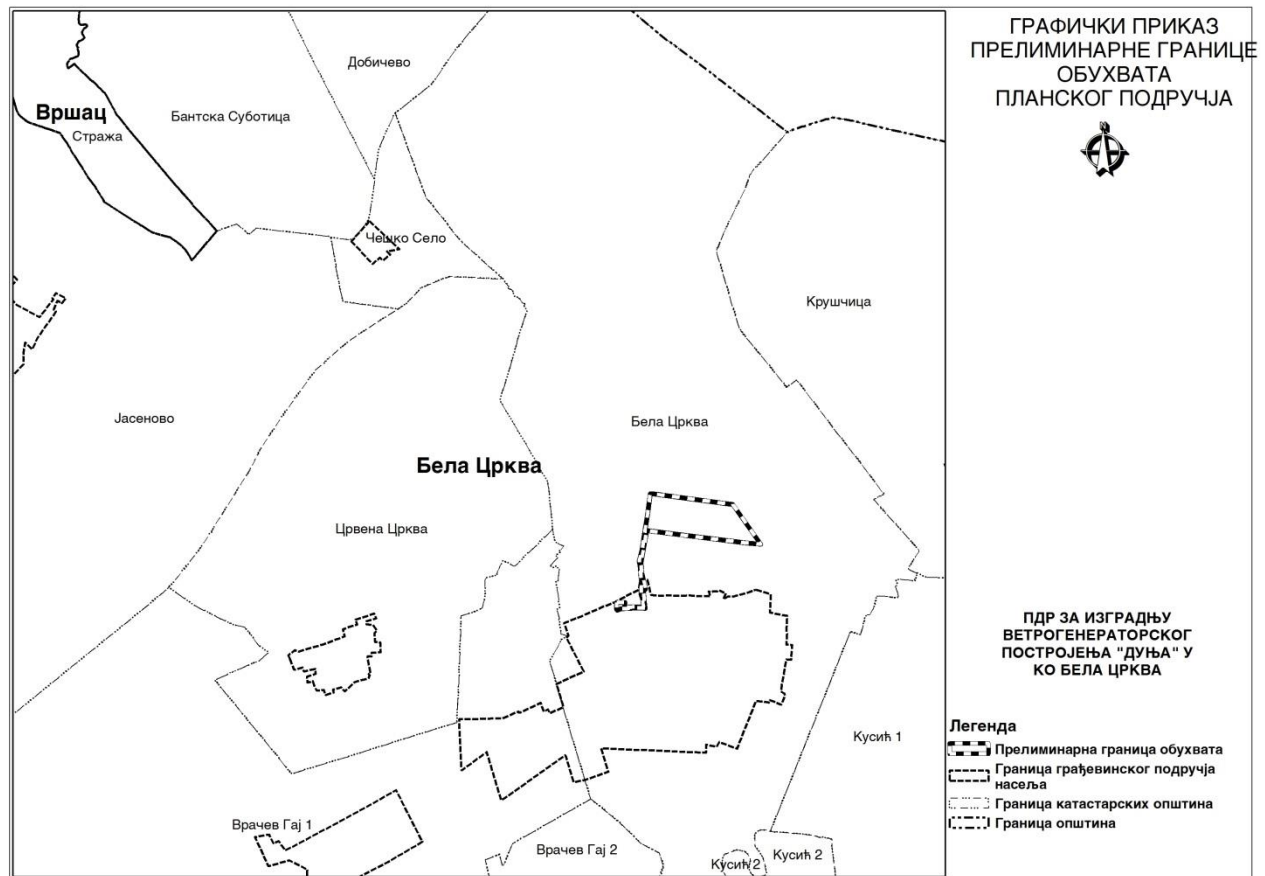 ГРАФИЧКИ ПРИКАЗ
ПРЕЛИМИНАРНЕ ГРАНИЦЕ
ОБУХВАТА
ПЛАНСКОГ ПОДРУЧЈА
Добичево
Вршац
Бантска Суботица
Стража
Чешко Село
Крушчица
Јасеново
Бела Црква
Бела Црква
Црвена Црква
ПДР ЗА ИЗГРАДЊУ
ВЕТРОГЕНЕРАТОРСКОГ
ПОСТРОЈЕЊА "ДУЊА" У
КО БЕЛА ЦРКВА
Кусић 1
Врачев Гај 1
Врачев Гај 2
Кусић 2
Кусић 2
Легенда
Прелиминарна граница обухвата
Граница грађевинског подручја
насеља
Граница катастарских општина
Граница општина